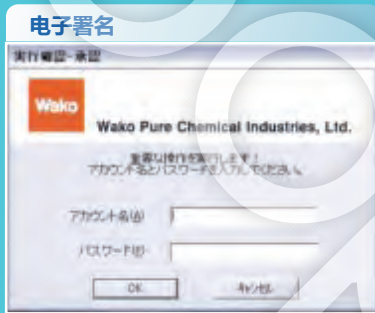 电子署名
実行確認-承認
Wako
Wako Pure Chemical Industries, Ltd.
重要な操作を実行します！
アカウント名とパスワードを入力してください。
アカウント名(A)
パスワード(P)
OK
キャンセル